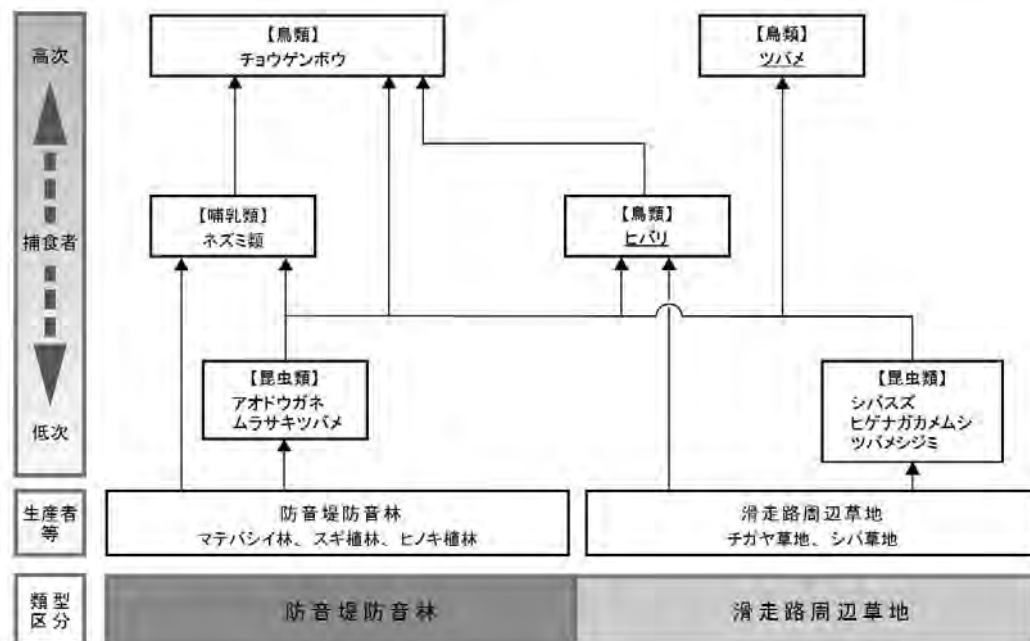 高次
捕食者
低次
生産者
等
類型
区分
【鳥類】
チョウゲンボウ
【鳥類】
ツバメ
【哺乳類】
ネズミ類
【鳥類】
ヒバリ
【昆虫類】
アオドウガネ
ムラサキツバメ
【昆虫類】
シバスズ
ヒゲナガカメムシ
ツバメシジミ
防音堤防音林
マテバシイ林、スギ植林、ヒノキ植林
滑走路周辺草地
チガヤ草地、シバ草地
防音堤防音林
滑走路周辺草地